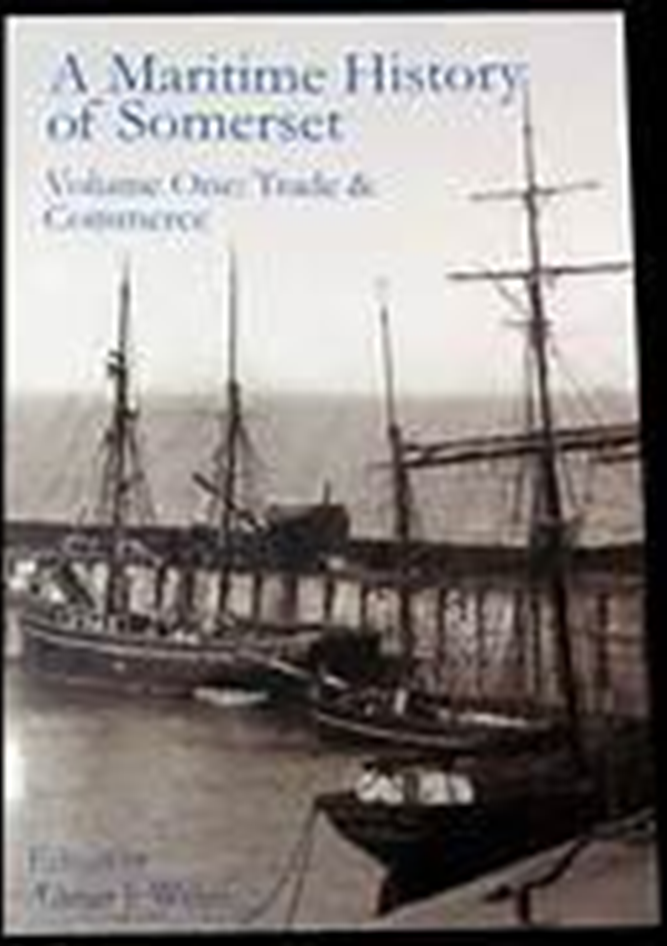 A Maritime History
of Somerset
Volume One: Trade &
Commerce
Edited by